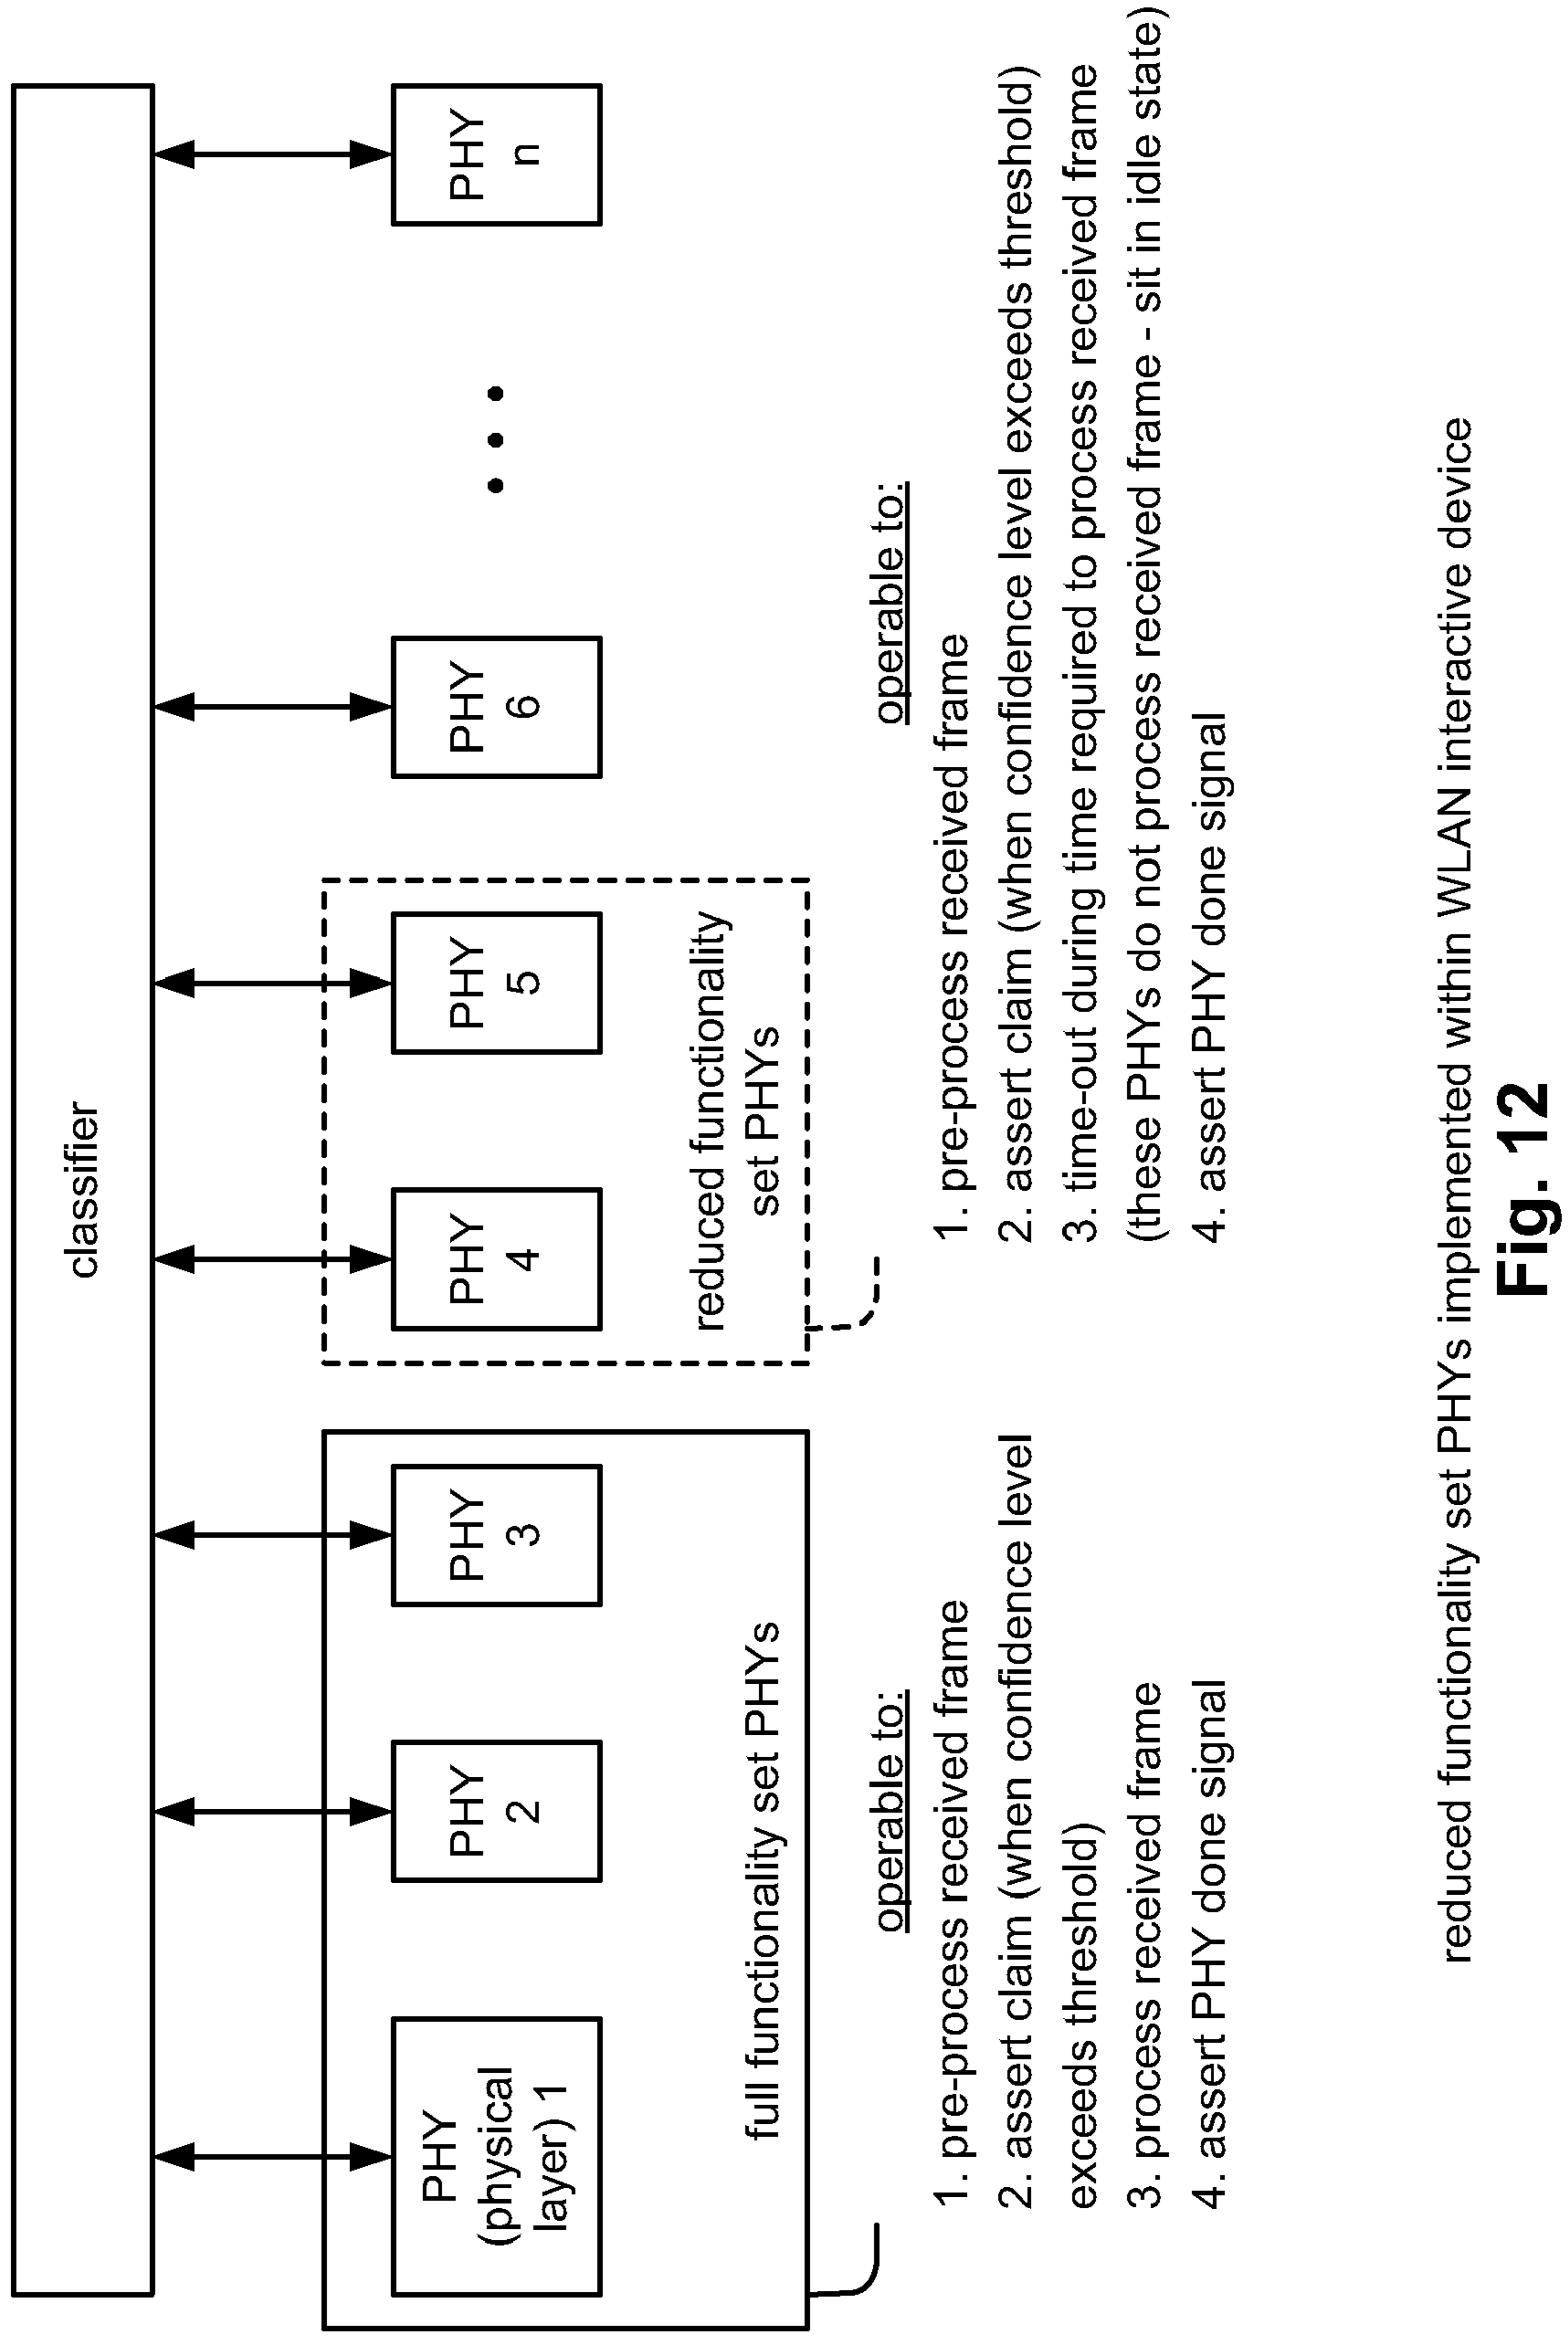 classifier
PHY
(physical
layer) 1
PHY
2
PHY
3
full functionality set PHYs
PHY
4
PHY
5
reduced functionality
set PHYs
PHY
6
PHY
n
operable to:
1. pre-process received frame
2. assert claim (when confidence level
exceeds threshold)
3. process received frame
4. assert PHY done signal
operable to:
1. pre-process received frame
2. assert claim (when confidence level exceeds threshold)
3. time-out during time required to process received frame
(these PHYs do not process received frame - sit in idle state)
4. assert PHY done signal
reduced functionality set PHYs implemented within WLAN interactive device
Fig. 12